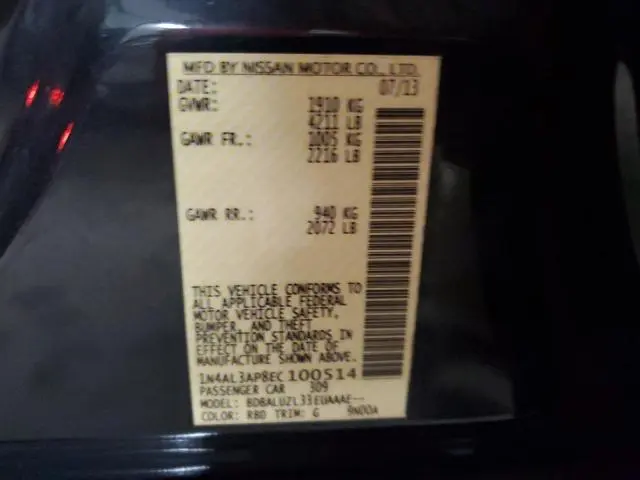 MFD BY NISSAN MOTOR CO., LTD.
DATE: 07/13
GVWR: 1910 KG
4211 LB
GAWR FR.: 1005 KG
2216 LB
GAWR RR.: 940 KG
2072 LB
THIS VEHICLE CONFORMS TO
ALL APPLICABLE FEDERAL
MOTOR VEHICLE SAFETY,
BUMPER, AND THEFT
PREVENTION STANDARDS IN
EFFECT ON THE DATE OF
MANUFACTURE SHOWN ABOVE.
1N4AL3AP8EC100514
PASSENGER CAR 309
MODEL: BDBALUZL33EUAAAE--
COLOR: RBD TRIM: G 9N00A